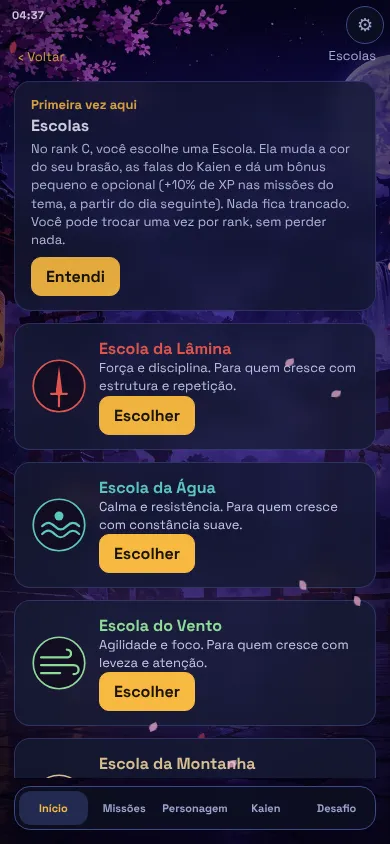 04:37
‹ Voltar
Escolas
Primeira vez aqui
Escolas
No rank C, você escolhe uma Escola. Ela muda a cor
do seu brasão, as falas do Kaien e dá um bônus
pequeno e opcional (+10% de XP nas missões do
tema, a partir do dia seguinte). Nada fica trancado.
Você pode trocar uma vez por rank, sem perder
nada.
Entendi
Escola da Lâmina
Força e disciplina. Para quem cresce com
estrutura e repetição.
Escolher
Escola da Água
Calma e resistência. Para quem cresce
com constância suave.
Escolher
Escola do Vento
Agilidade e foco. Para quem cresce com
leveza e atenção.
Escolher
Escola da Montanha
Início
Missões
Personagem
Kaien
Desafio